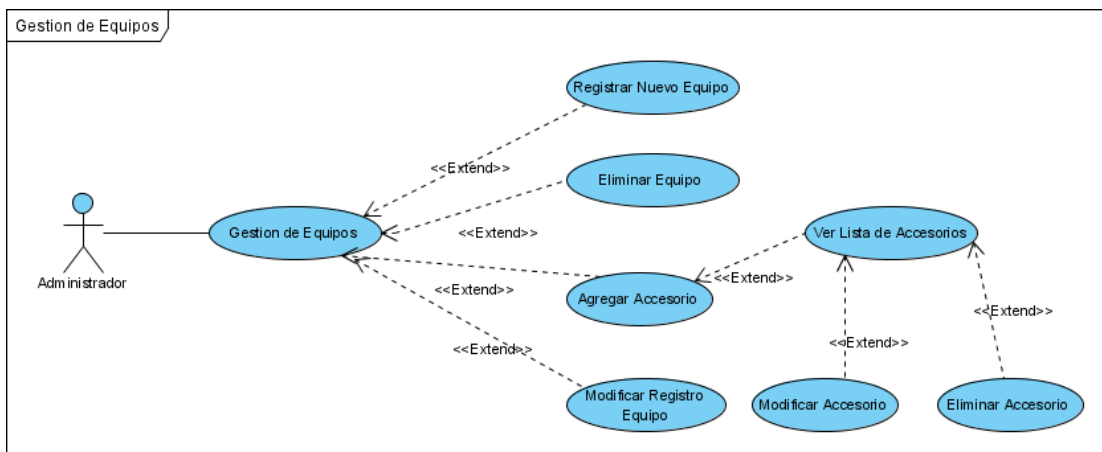 Gestion de Equipos
Registrar Nuevo Equipo
<<Extend>>
Eliminar Equipo
Gestion de Equipos
<<Extend>>
Ver Lista de Accesorios
Administrador
<<Extend>>
Agregar Accesorio
<<Extend>>
<<Extend>>
<<Extend>>
<<Extend>>
Modificar Registro
Equipo
Modificar Accesorio
Eliminar Accesorio